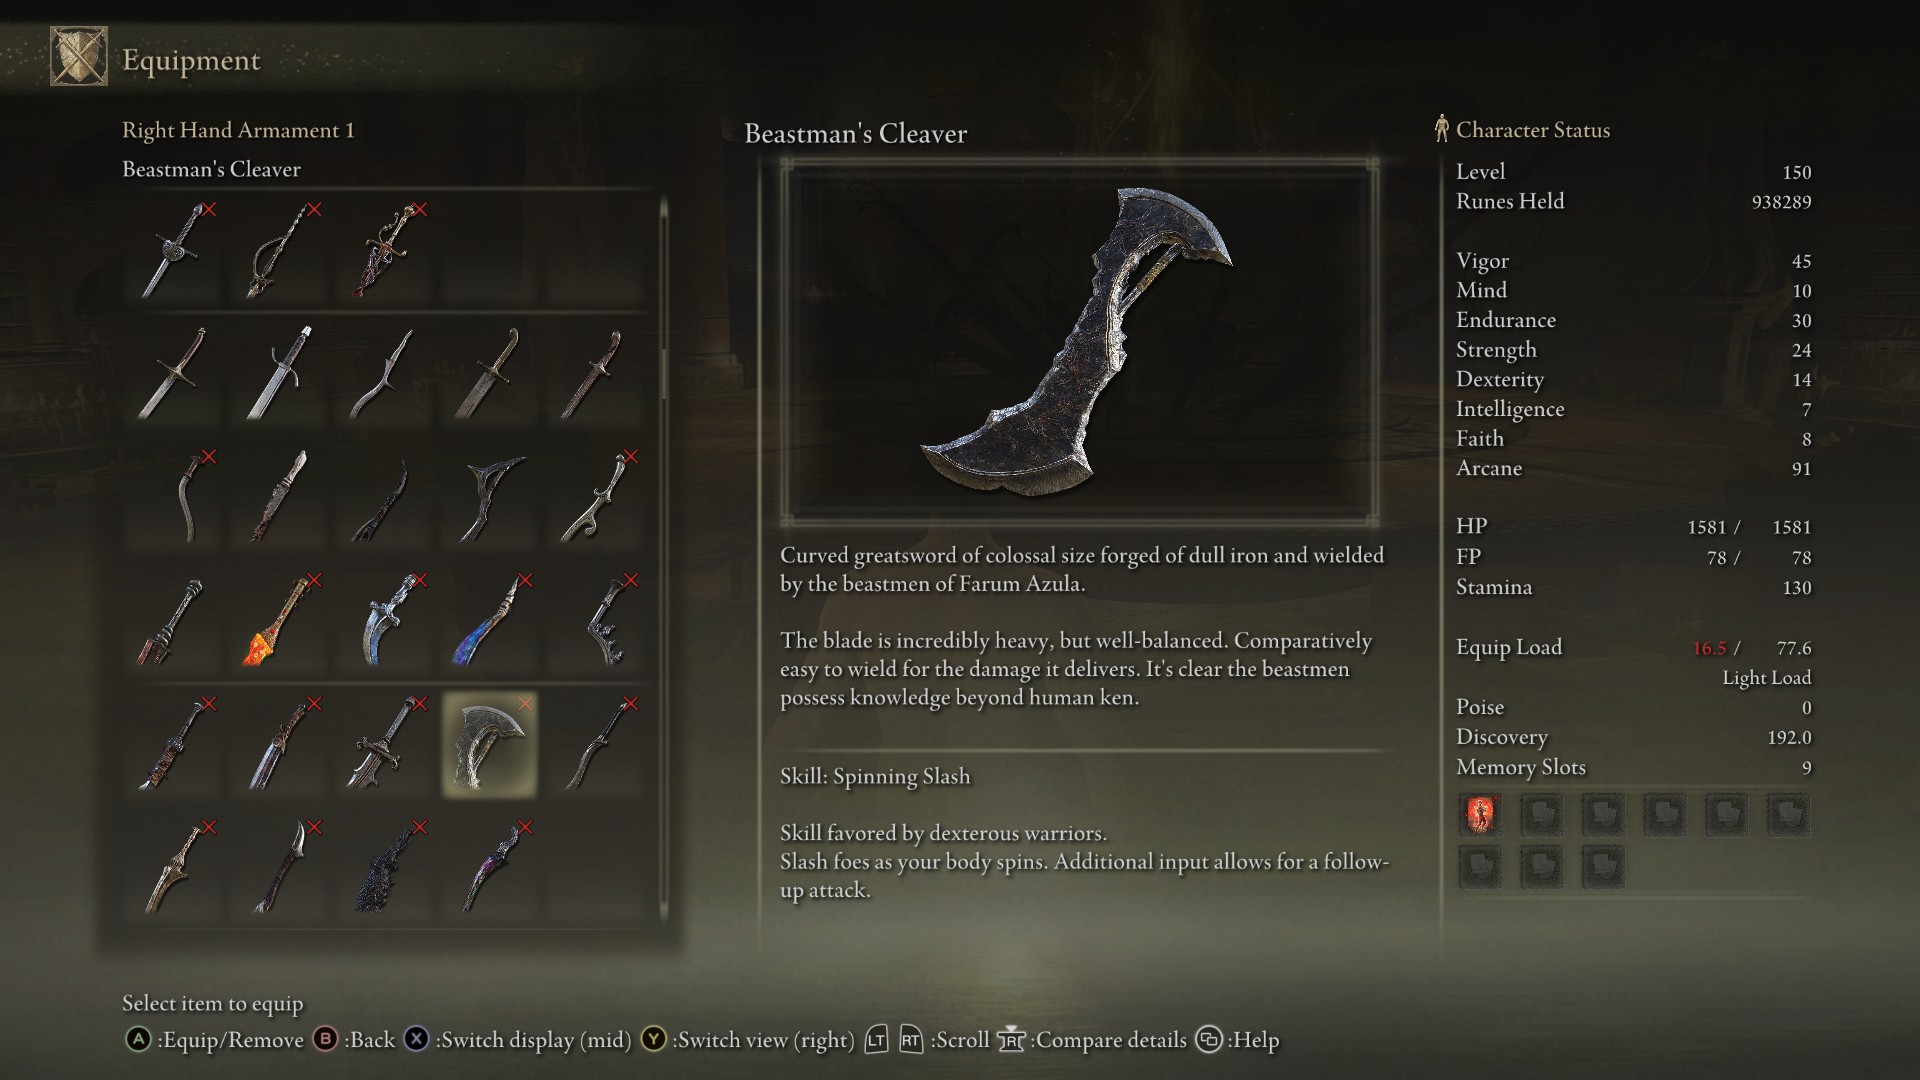 Equipment
Right Hand Armament 1
Beastman's Cleaver
Beastman's Cleaver
Curved greatsword of colossal size forged of dull iron and wielded
by the beastmen of Farum Azula.
The blade is incredibly heavy, but well-balanced. Comparatively
easy to wield for the damage it delivers. It's clear the beastmen
possess knowledge beyond human ken.
Skill: Spinning Slash
Skill favored by dexterous warriors.
Slash foes as your body spins. Additional input allows for a follow-
up attack.
Character Status
Level 150
Runes Held 938289
Vigor 45
Mind 10
Endurance 30
Strength 24
Dexterity 14
Intelligence 7
Faith 8
Arcane 91
HP 1581 / 1581
FP 78 / 78
Stamina 130
Equip Load 16.5 / 77.6
Light Load
Poise 0
Discovery 192.0
Memory Slots 9
Select item to equip
A :Equip/Remove B :Back X :Switch display (mid) Y :Switch view (right) LT RT :Scroll R :Compare details :Help